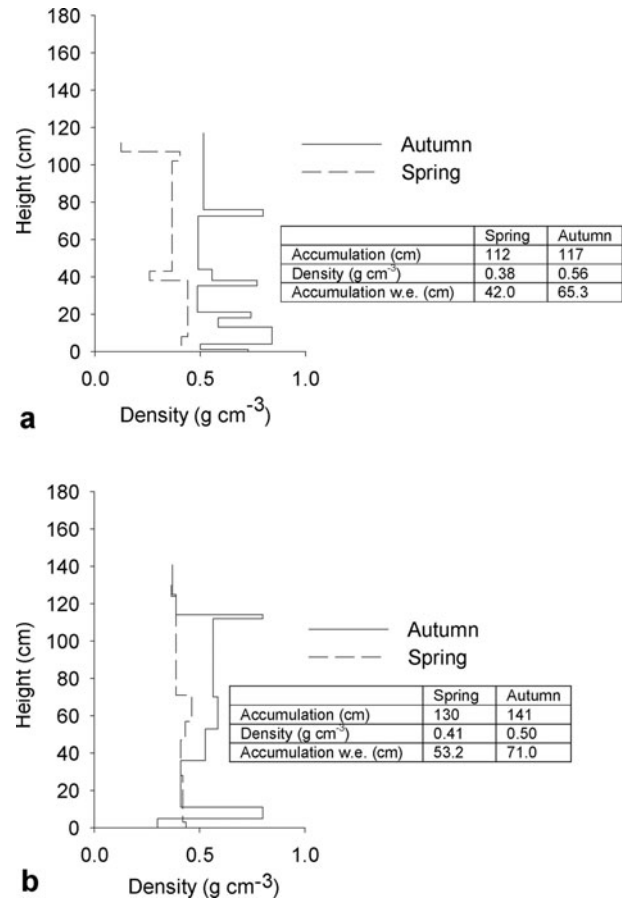 180
160
140
120
100
80
60
40
20
0
Height (cm)
Autumn
Spring
Spring Autumn
Accumulation (cm) 112 117
Density (g cm-3) 0.38 0.56
Accumulation w.e. (cm) 42.0 65.3
0.0 0.5 1.0
Density (g cm-3)
a
180
160
140
120
100
80
60
40
20
0
Height (cm)
Autumn
Spring
Spring Autumn
Accumulation (cm) 130 141
Density (g cm-3) 0.41 0.50
Accumulation w.e. (cm) 53.2 71.0
0.0 0.5 1.0
Density (g cm-3)
b